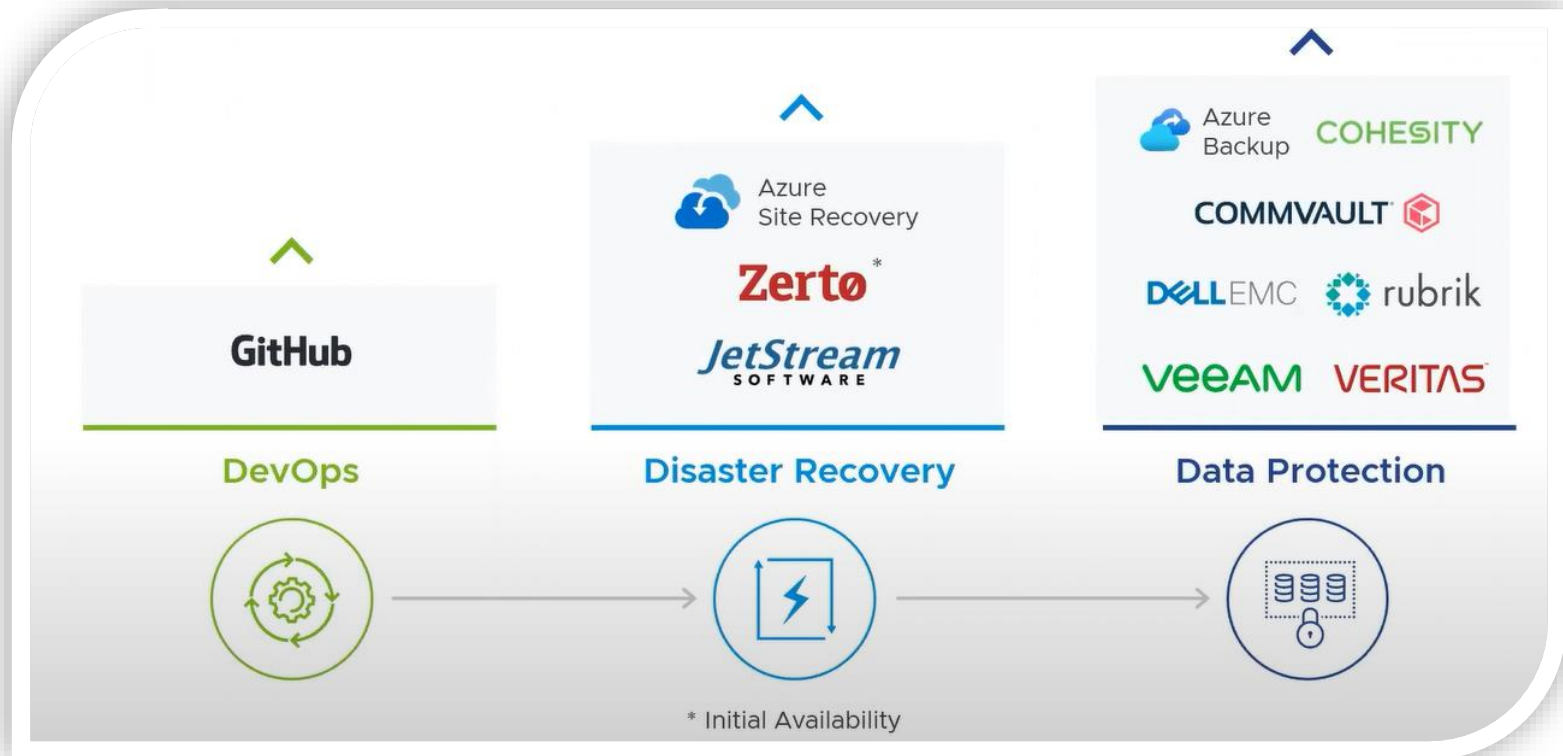 GitHub
DevOps
Azure
Site Recovery
Zerto*
JetStream
SOFTWARE
Disaster Recovery
Azure
Backup
COHESITY
COMMVAULT
DELLEMC
rubrik
veeAM
VERITAS
Data Protection
* Initial Availability